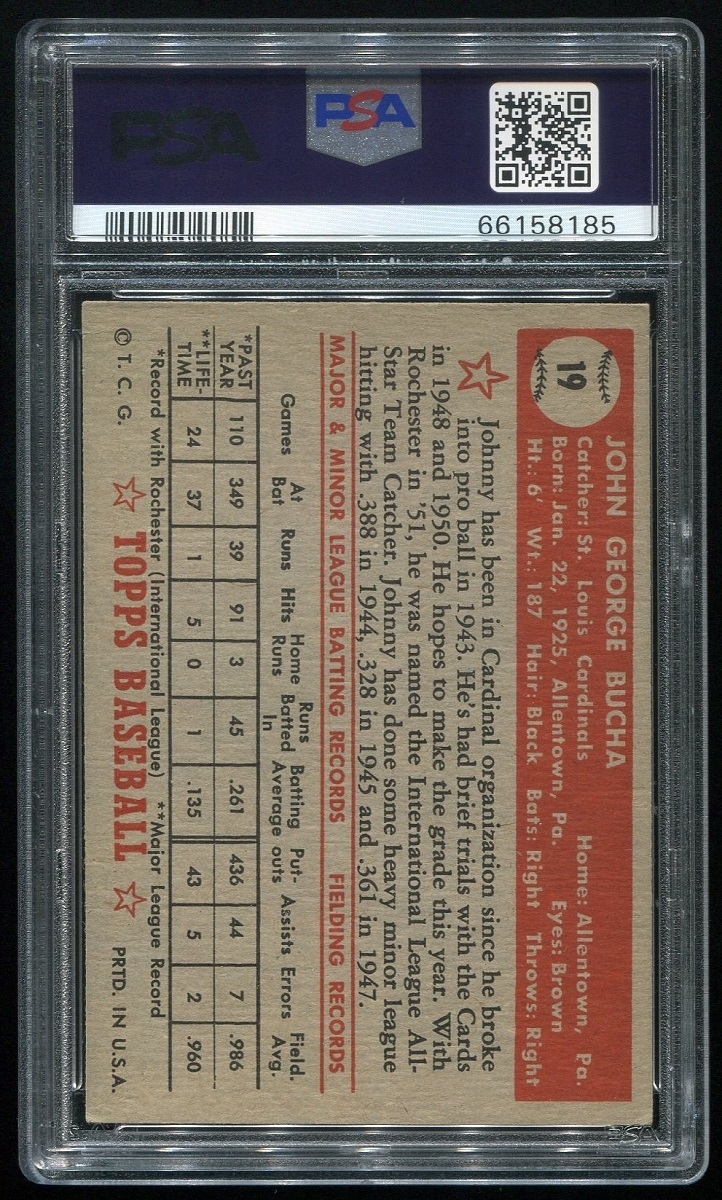 PSA
PSA
66158185
19
JOHN GEORGE BUCHA
Catcher: St. Louis Cardinals Home: Allentown, Pa.
Born: Jan. 22, 1925, Allentown, Pa. Eyes: Brown
Ht.: 6' Wt.: 187 Hair: Black Bats: Right Throws: Right
Johnny has been in Cardinal organization since he broke
into pro ball in 1943. He's had brief trials with the Cards
in 1948 and 1950. He hopes to make the grade this year. With
Rochester in '51, he was named the International League All-
Star Team Catcher. Johnny has done some heavy minor league
hitting with .388 in 1944, .328 in 1945 and .361 in 1947.
MAJOR & MINOR LEAGUE BATTING RECORDS FIELDING RECORDS
Games At Bat Runs Hits Home Runs Runs Batted In Batting Average Put-outs Assists Errors Field. Avg.
*PAST YEAR 110 349 39 91 3 45 .261 436 44 7 .986
**LIFE-TIME 24 37 1 5 0 1 .135 43 5 2 .960
*Record with Rochester (International League) **Major League Record
© T. C. G. TOPPS BASEBALL PRTD. IN U.S.A.
PSA